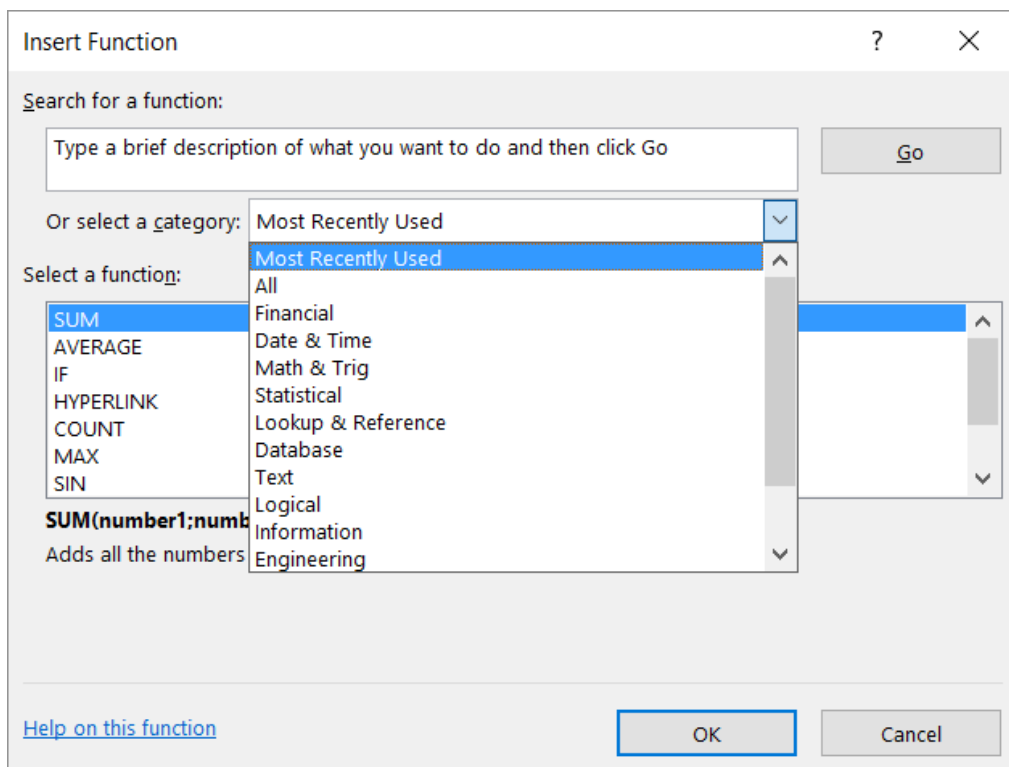 Insert Function
?
Search for a function:
Type a brief description of what you want to do and then click Go
Go
Or select a category:
Most Recently Used
Most Recently Used
All
Financial
Date & Time
Math & Trig
Statistical
Lookup & Reference
Database
Text
Logical
Information
Engineering
Select a function:
SUM
AVERAGE
IF
HYPERLINK
COUNT
MAX
SIN
SUM(number1;numb
Adds all the numbers
Help on this function
OK
Cancel